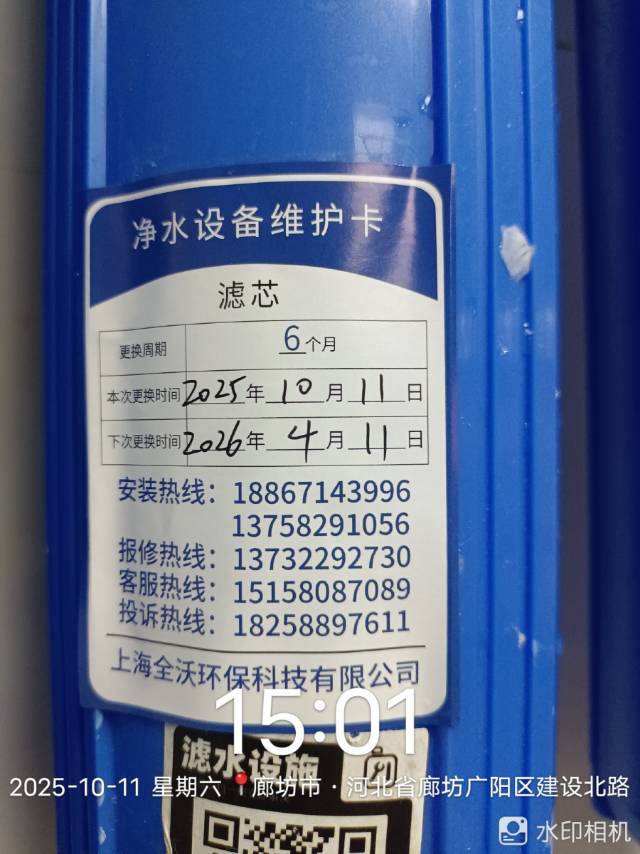 净水设备维护卡
滤芯
更换周期 6个月
本次更换时间 2025年 10月 11日
下次更换时间 2026年 4月 11日
安装热线：18867143996
13758291056
报修热线：13732292730
客服热线：15158087089
投诉热线：18258897611
上海全沃环保科技有限公司
15:01
滤水设施
2025-10-11 星期六 廊坊市·河北省廊坊广阳区建设北路
水印相机